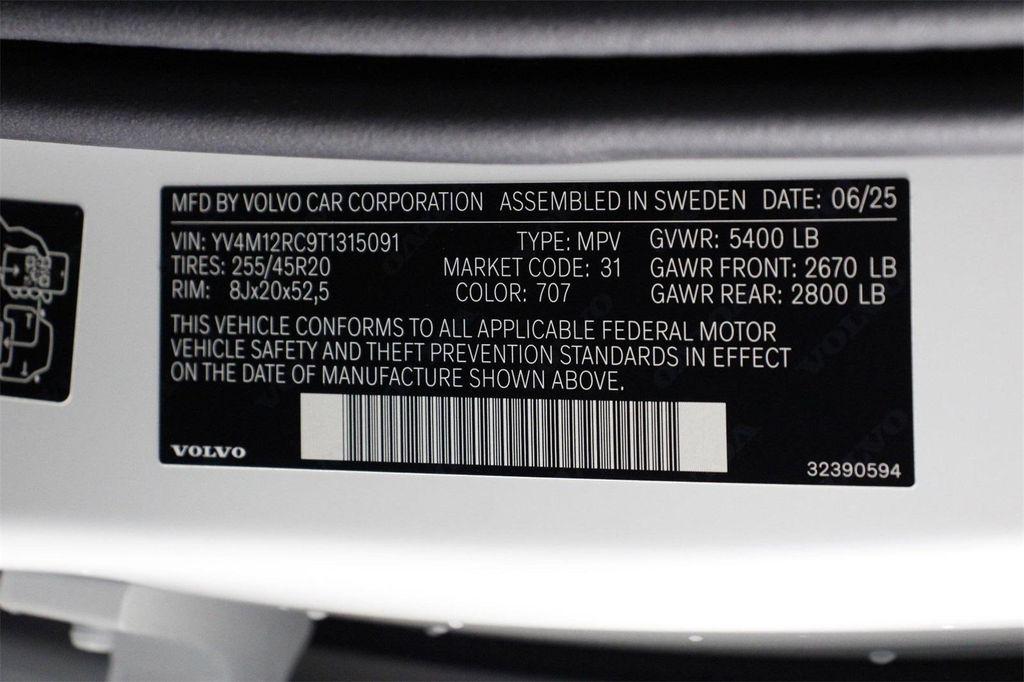 MFD BY VOLVO CAR CORPORATION ASSEMBLED IN SWEDEN DATE: 06/25
VIN: YV4M12RC9T1315091 TYPE: MPV GVWR: 5400 LB
TIRES: 255/45R20 MARKET CODE: 31 GAWR FRONT: 2670 LB
RIM: 8Jx20x52,5 COLOR: 707 GAWR REAR: 2800 LB
THIS VEHICLE CONFORMS TO ALL APPLICABLE FEDERAL MOTOR
VEHICLE SAFETY AND THEFT PREVENTION STANDARDS IN EFFECT
ON THE DATE OF MANUFACTURE SHOWN ABOVE.
VOLVO
32390594